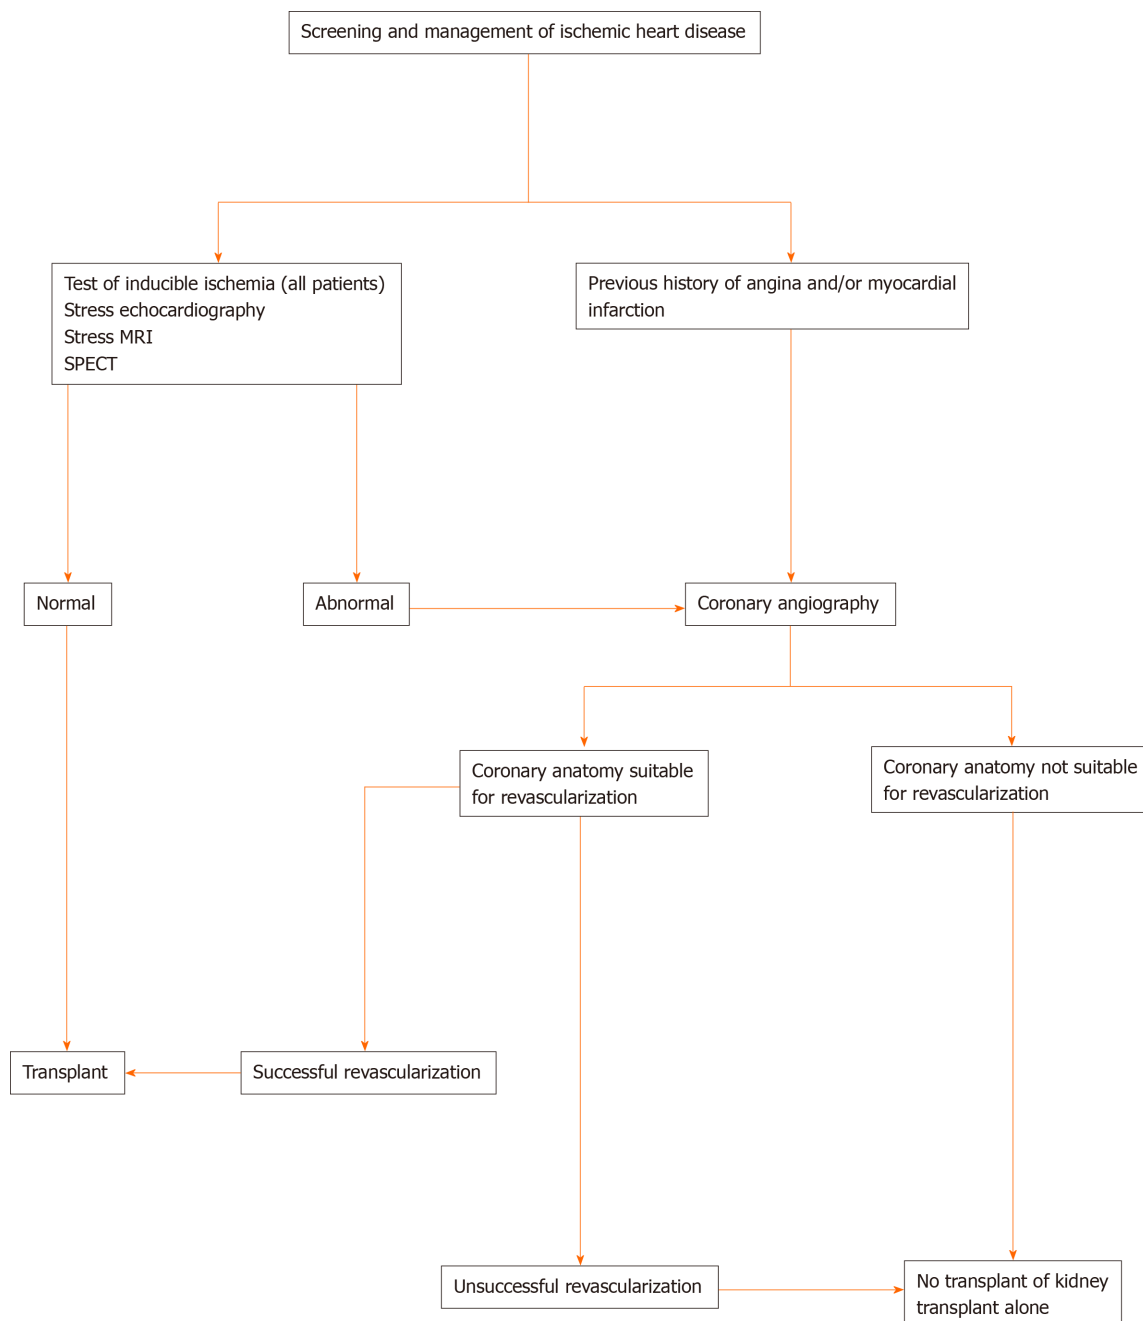 Screening and management of ischemic heart disease
Test of inducible ischemia (all patients)
Stress echocardiography
Stress MRI
SPECT
Previous history of angina and/or myocardial
infarction
Normal
Abnormal
Coronary angiography
Coronary anatomy suitable
for revascularization
Coronary anatomy not suitable
for revascularization
Transplant
Successful revascularization
Unsuccessful revascularization
No transplant of kidney
transplant alone